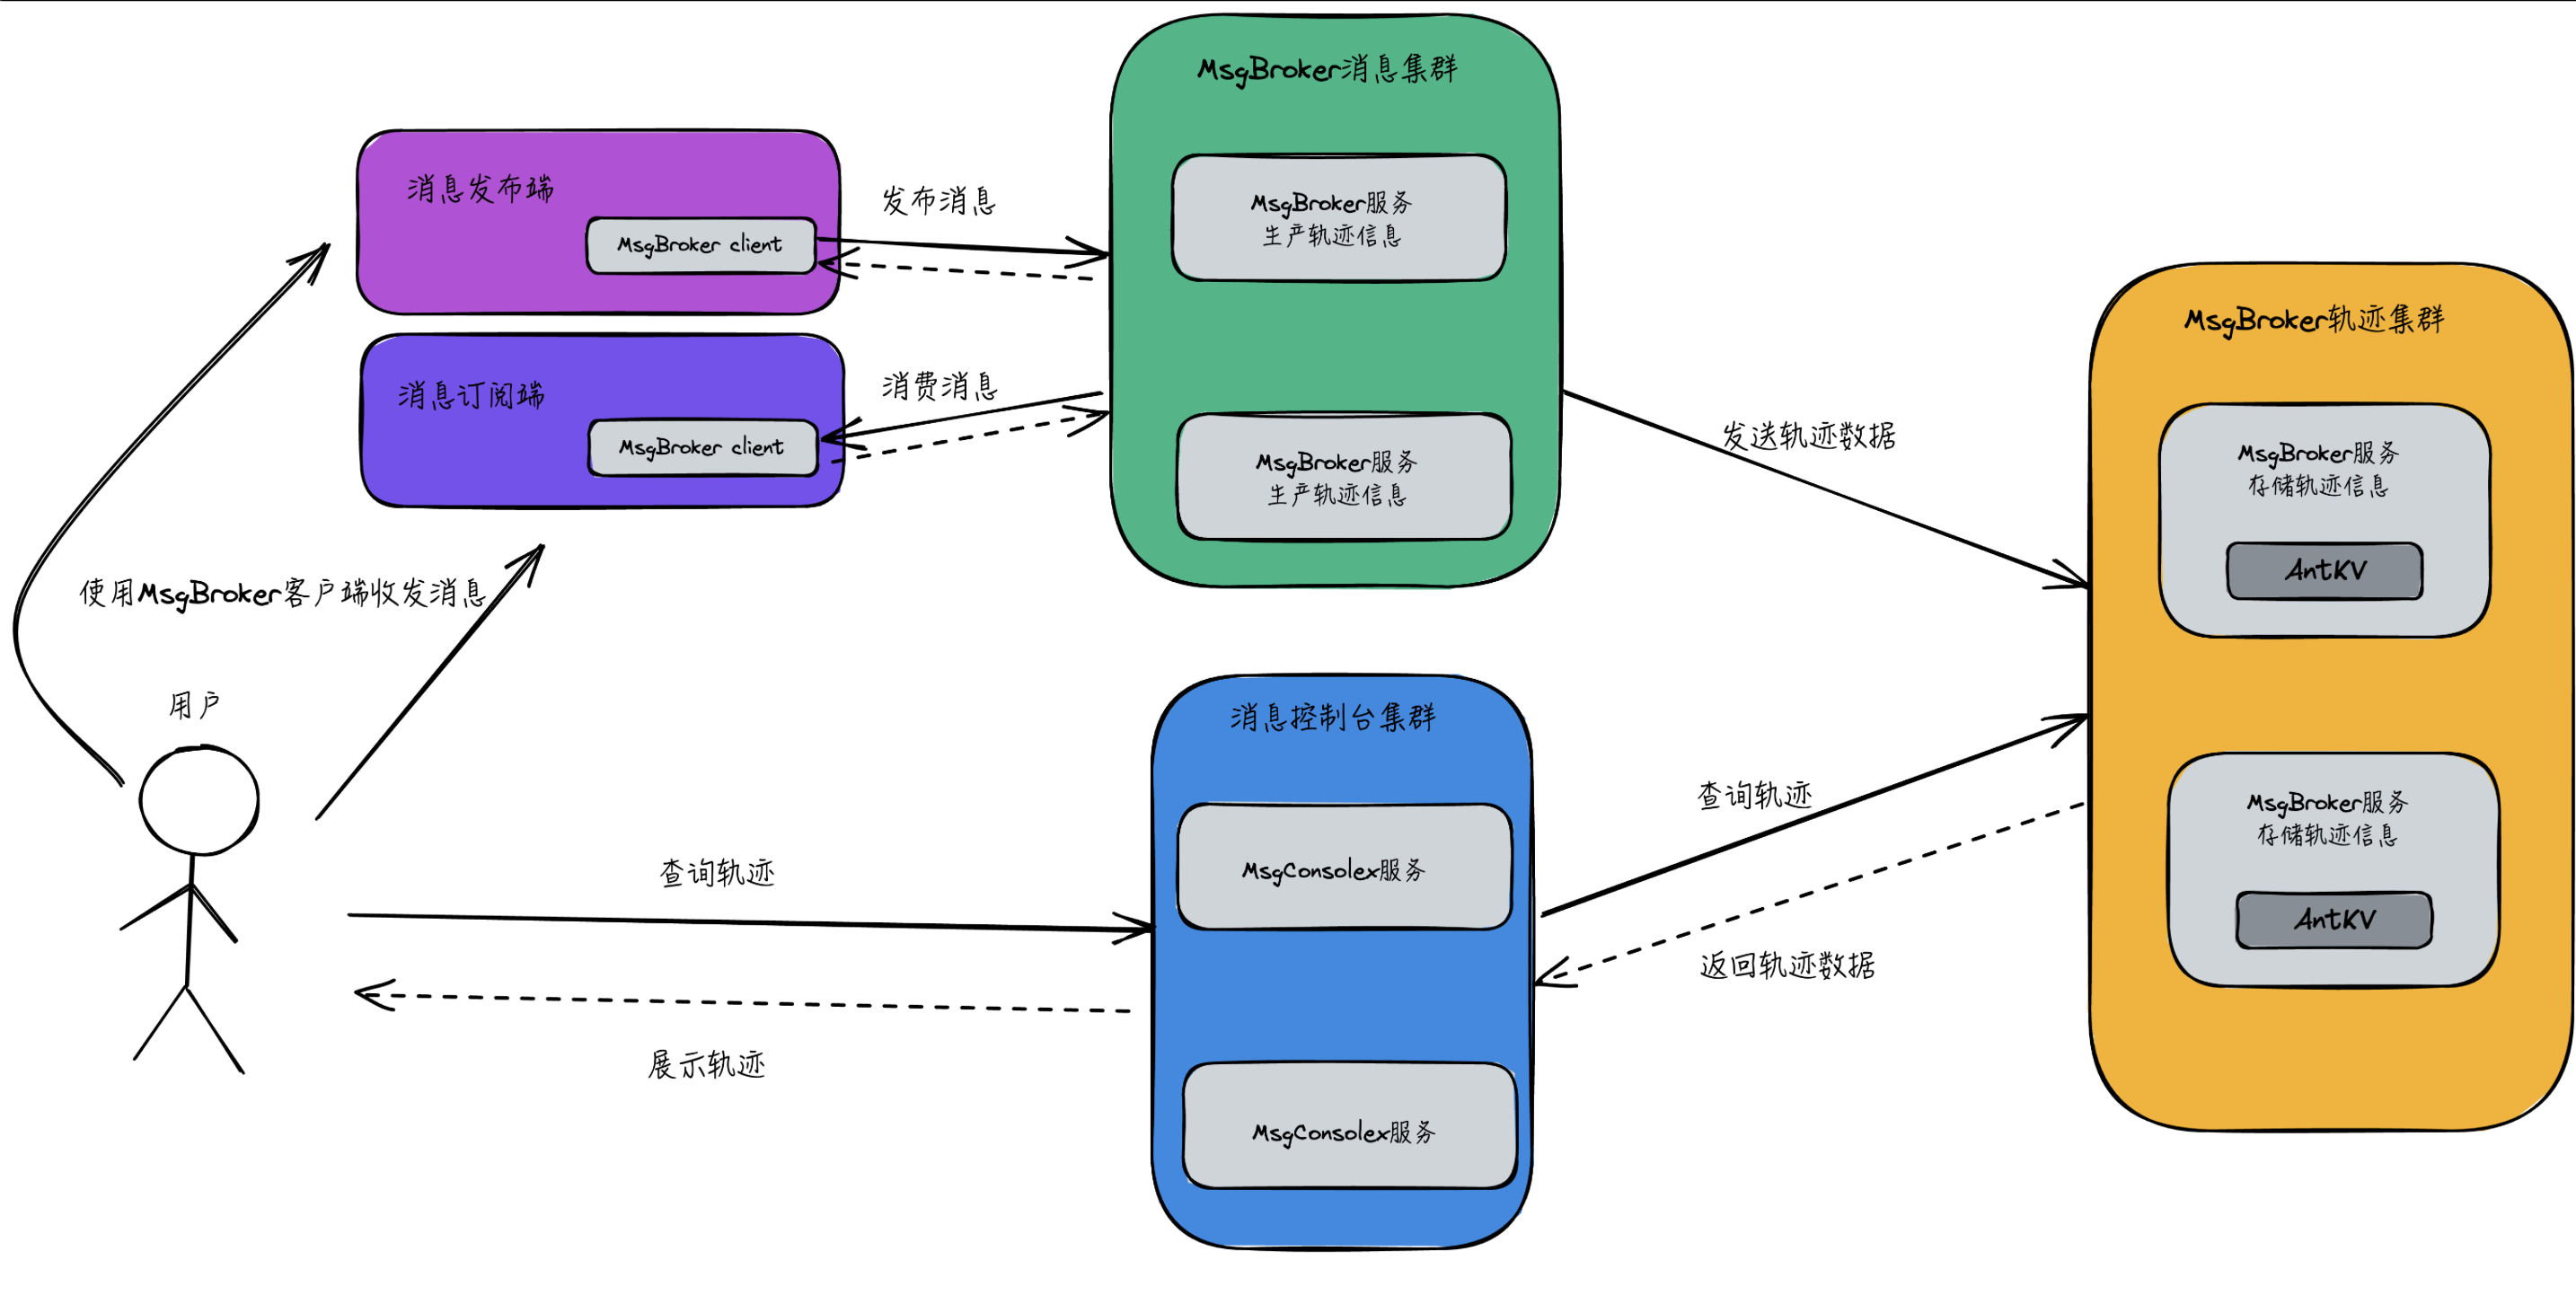 MsgBroker消息集群
消息发布端
MsgBroker client
发布消息
MsgBroker服务
生产轨迹信息
消息订阅端
MsgBroker client
消费消息
MsgBroker服务
生产轨迹信息
发送轨迹数据
MsgBroker轨迹集群
MsgBroker服务
存储轨迹信息
AntKV
MsgBroker服务
存储轨迹信息
AntKV
使用MsgBroker客户端收发消息
用户
消息控制台集群
MsgConsolex服务
MsgConsolex服务
查询轨迹
展示轨迹
查询轨迹
返回轨迹数据